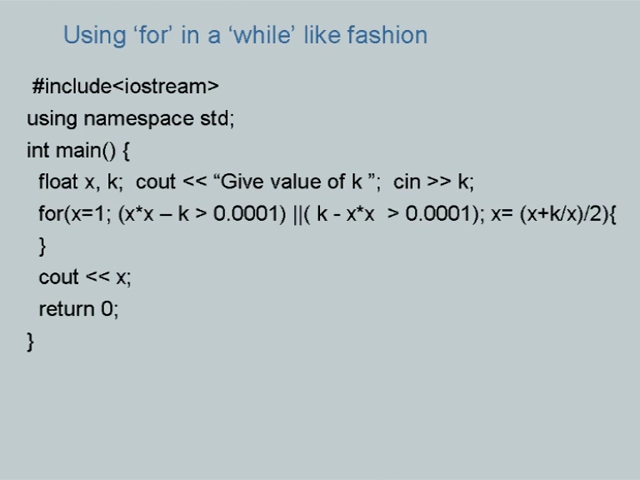 Using ‘for’ in a ‘while’ like fashion
#include<iostream>
using namespace std;
int main() {
float x, k; cout << “Give value of k ”; cin >> k;
for(x=1; (x*x – k > 0.0001) ||( k - x*x > 0.0001); x= (x+k/x)/2){
}
cout << x;
return 0;
}